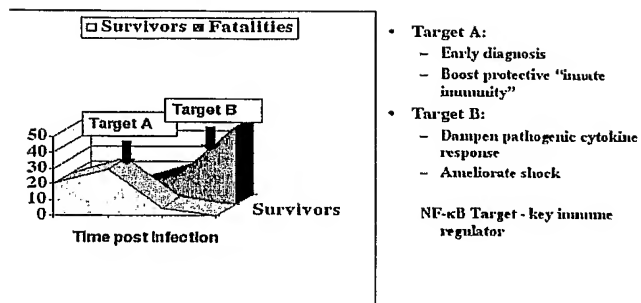 Survivors Fatalities
Target A
Target B
50
40
30
20
10
0
Survivors
Time post Infection
• Target A:
– Early diagnosis
– Boost protective "innate
immunity"
• Target B:
– Dampen pathogenic cytokine
response
– Ameliorate shock
NF-κB Target - key immune
regulator